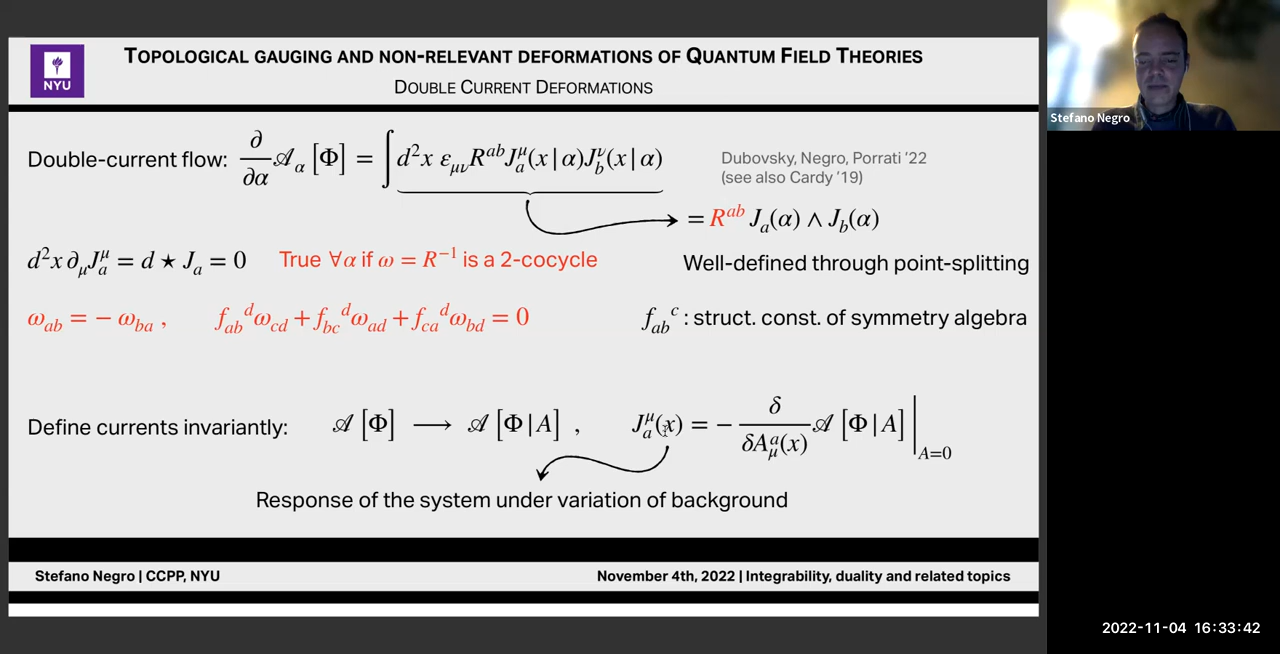 TOPOLOGICAL GAUGING AND NON-RELEVANT DEFORMATIONS OF QUANTUM FIELD THEORIES
NYU
DOUBLE CURRENT DEFORMATIONS
Stefano Negro
Double-current flow: ∂/∂α 𝒜_α [Φ] = ∫ d²x ε_μν R^ab J_a^μ(x|α) J_b^ν(x|α)
Dubovsky, Negro, Porrati '22
(see also Cardy '19)
= R^ab J_a(α) ∧ J_b(α)
d²x ∂_μ J_a^μ = d ⋆ J_a = 0 True ∀α if ω = R⁻¹ is a 2-cocycle
Well-defined through point-splitting
ω_ab = − ω_ba , f_ab^d ω_cd + f_bc^d ω_ad + f_ca^d ω_bd = 0
f_ab^c : struct. const. of symmetry algebra
Define currents invariantly: 𝒜 [Φ] ⟶ 𝒜 [Φ|A] , J_a^μ(x) = − δ/δA_μ^a(x) 𝒜 [Φ|A] |_A=0
Response of the system under variation of background
Stefano Negro | CCPP, NYU
November 4th, 2022 | Integrability, duality and related topics
2022-11-04 16:33:42